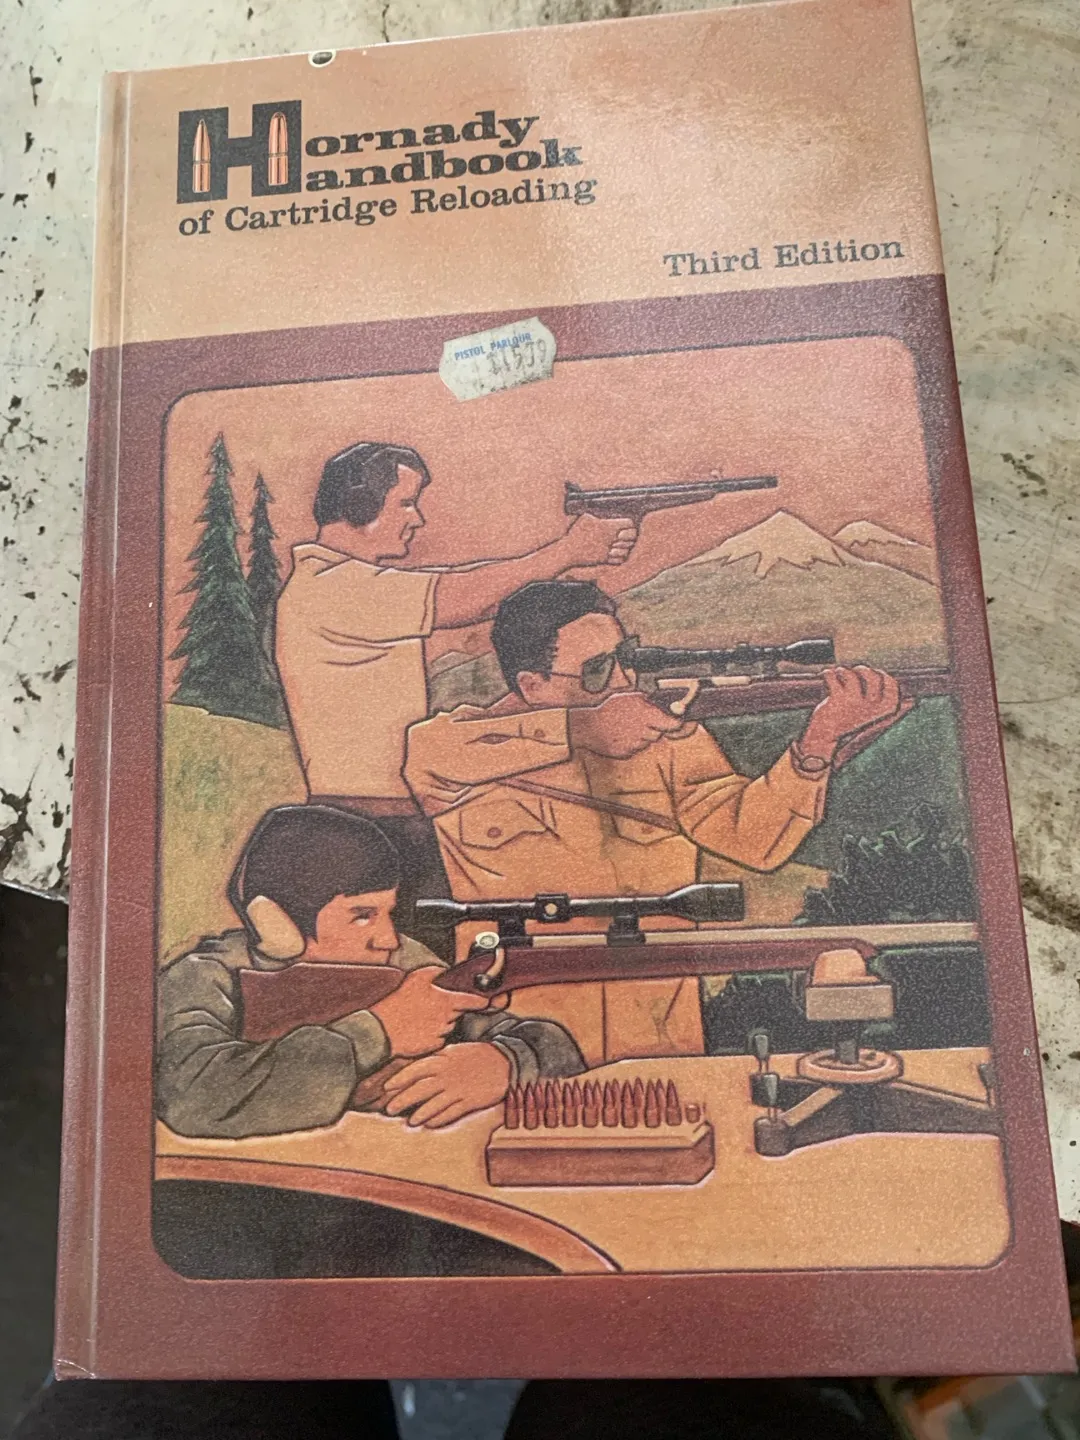 Hornady
Handbook
of Cartridge Reloading
Third Edition
PISTOL PARLOUR